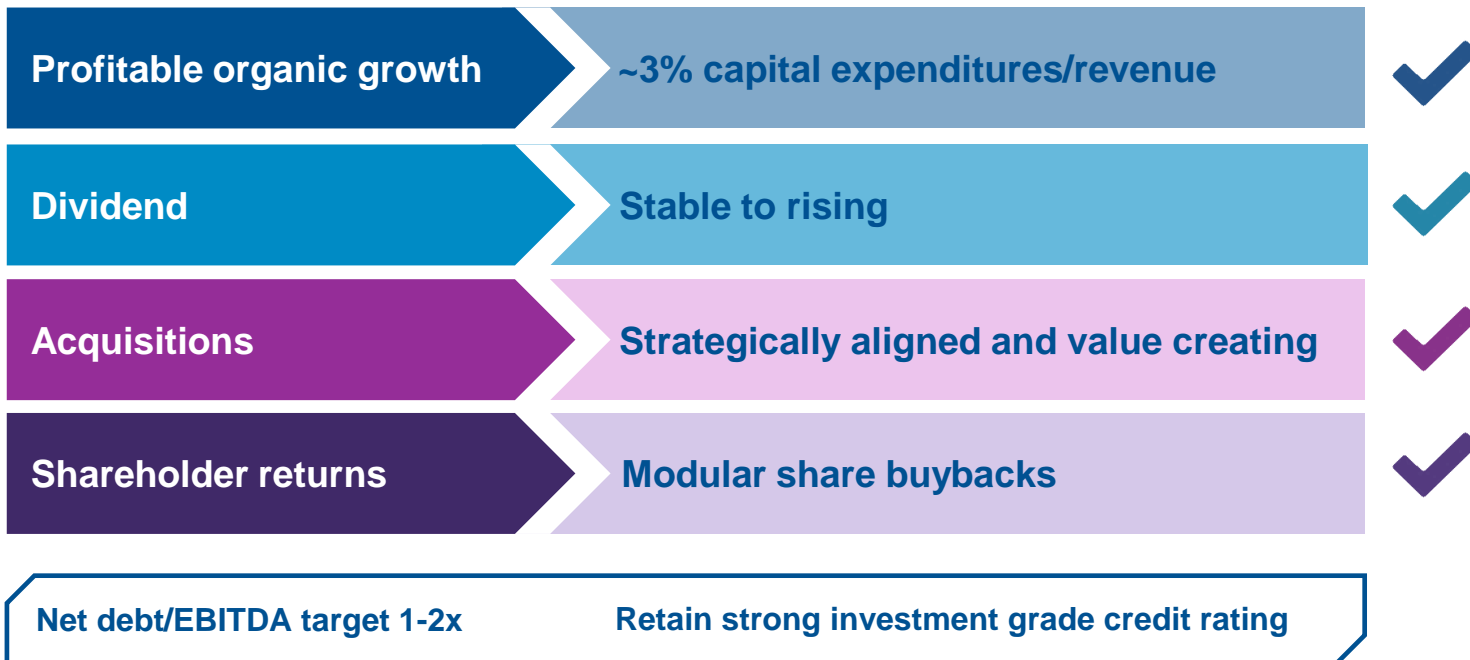 Profitable organic growth
~3% capital expenditures/revenue
Dividend
Stable to rising
Acquisitions
Strategically aligned and value creating
Shareholder returns
Modular share buybacks
Net debt/EBITDA target 1-2x
Retain strong investment grade credit rating